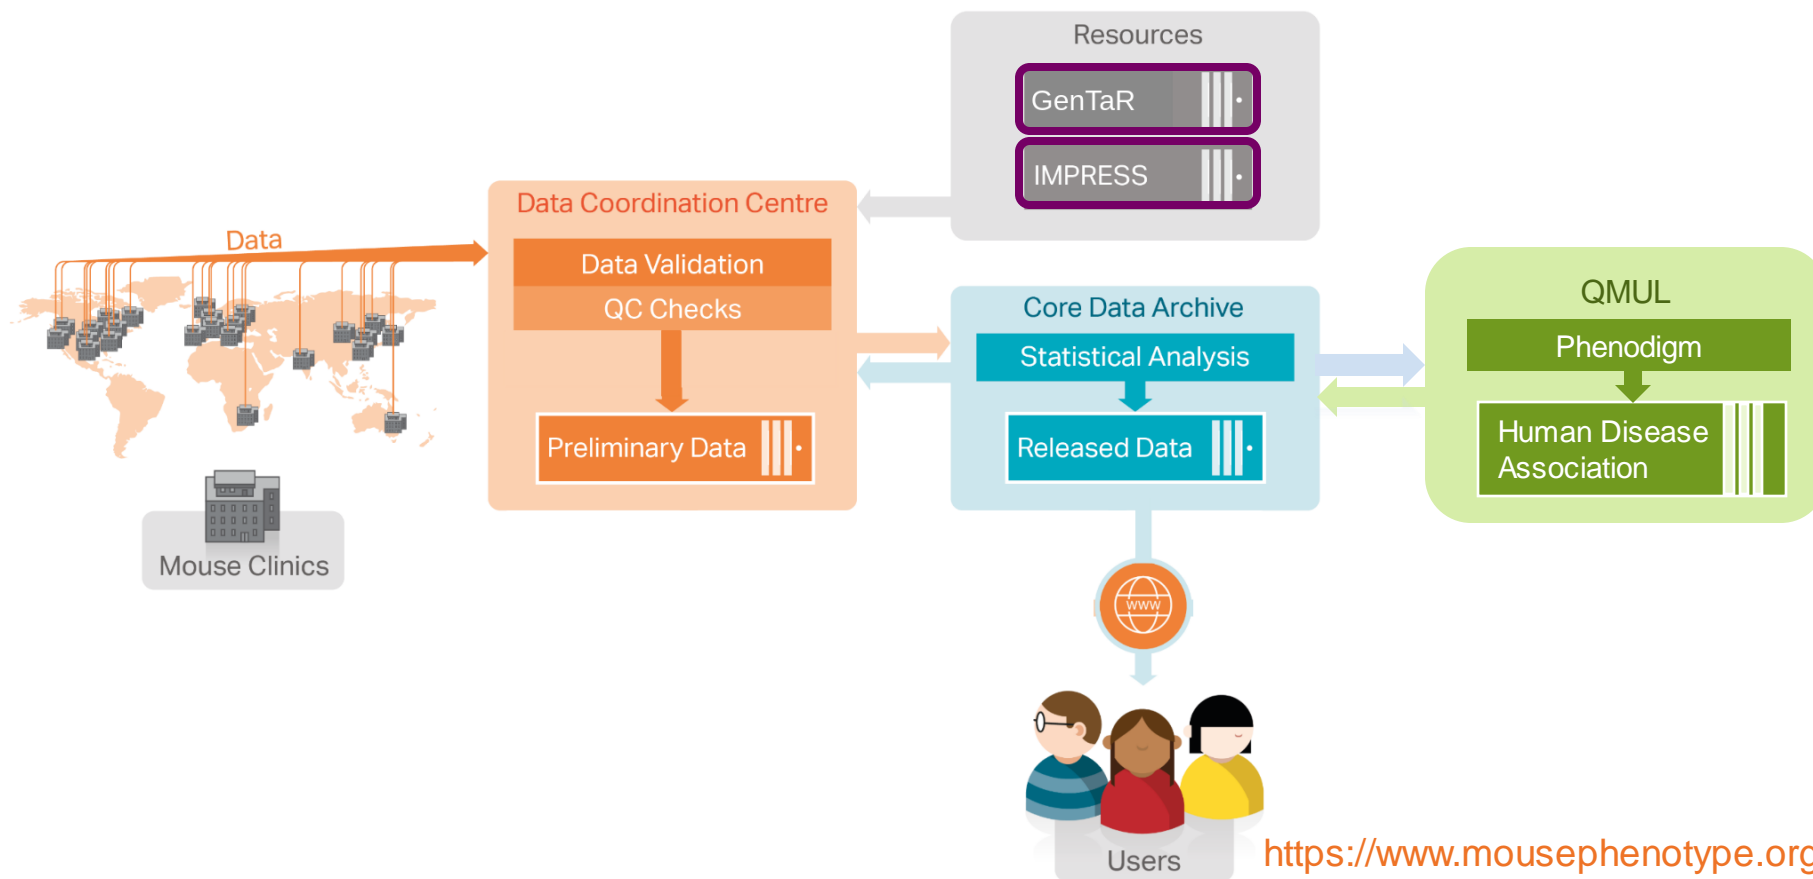 Resources
GenTaR
IMPRESS
Data Coordination Centre
Data
Data Validation
QC Checks
Preliminary Data
Mouse Clinics
Core Data Archive
Statistical Analysis
Released Data
QMUL
Phenodigm
Human Disease
Association
www
Users
https://www.mousephenotype.org